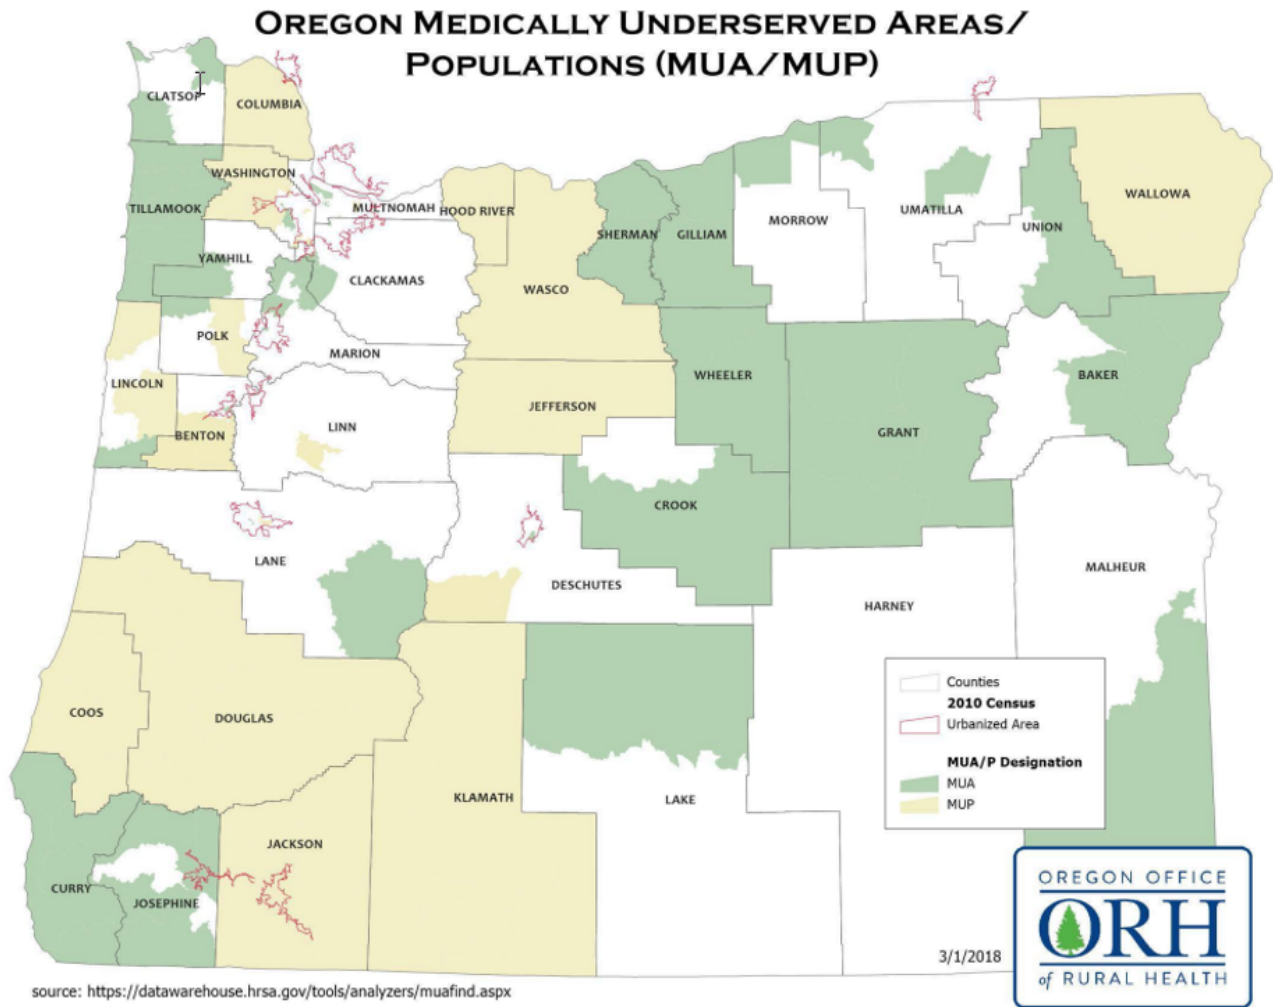 OREGON MEDICALLY UNDERSERVED AREAS/
POPULATIONS (MUA/MUP)
CLATSOP
COLUMBIA
WASHINGTON
TILLAMOOK
MULTNOMAH
HOOD RIVER
SHERMAN
GILLIAM
MORROW
UMATILLA
UNION
WALLOWA
YAMHILL
CLACKAMAS
WASCO
POLK
MARION
LINCOLN
WHEELER
BAKER
JEFFERSON
BENTON
LINN
GRANT
CROOK
LANE
DESCHUTES
MALHEUR
HARNEY
COOS
DOUGLAS
KLAMATH
LAKE
JACKSON
CURRY
JOSEPHINE
Counties
2010 Census
Urbanized Area
MUA/P Designation
MUA
MUP
3/1/2018
OREGON OFFICE
ORH
of RURAL HEALTH
source: https://datawarehouse.hrsa.gov/tools/analyzers/muafind.aspx